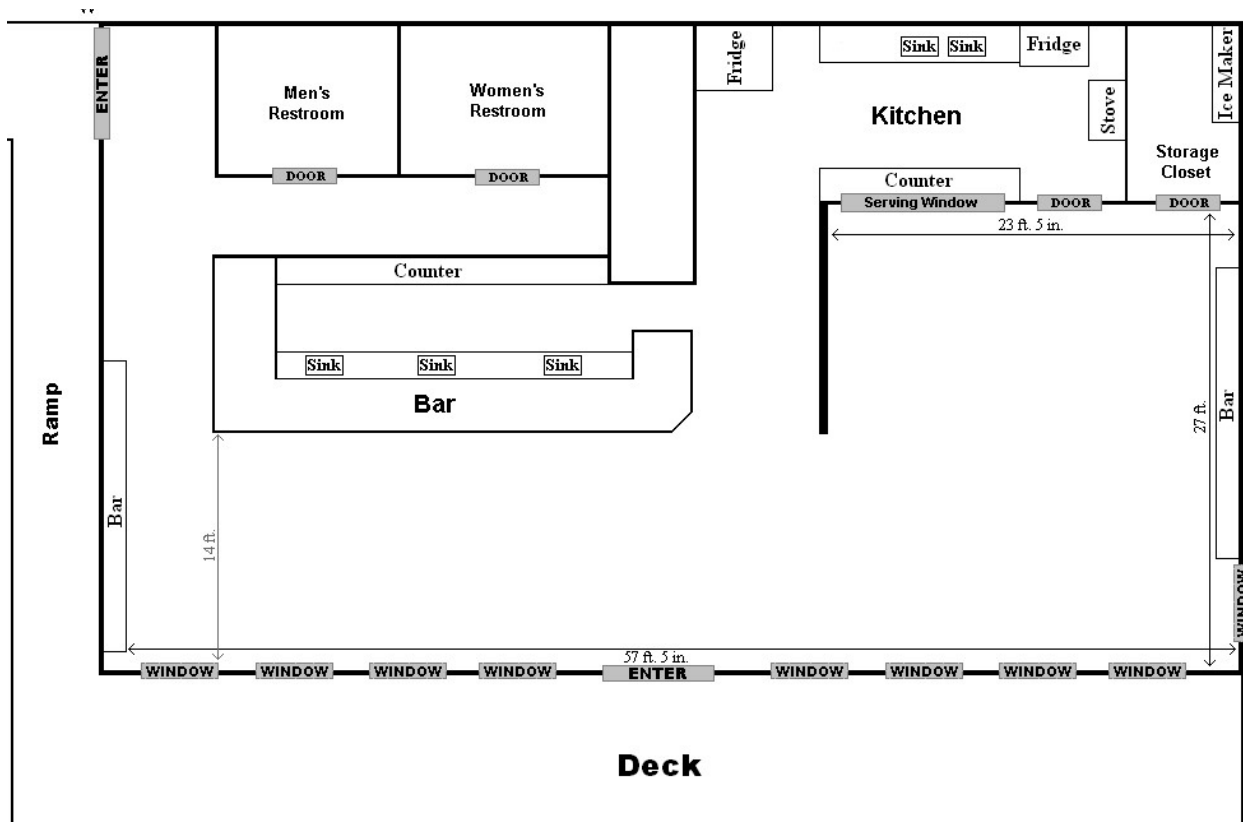 W
ENTER
Men's
Restroom
Women's
Restroom
DOOR
DOOR
Fridge
Sink
Sink
Fridge
Kitchen
Stove
Ice Maker
Storage
Closet
Counter
Serving Window
DOOR
DOOR
23 ft. 5 in.
Counter
Sink
Sink
Sink
Bar
Ramp
Bar
14 ft.
27 ft.
Bar
WINDOW
57 ft. 5 in.
WINDOW
WINDOW
WINDOW
WINDOW
ENTER
WINDOW
WINDOW
WINDOW
WINDOW
Deck